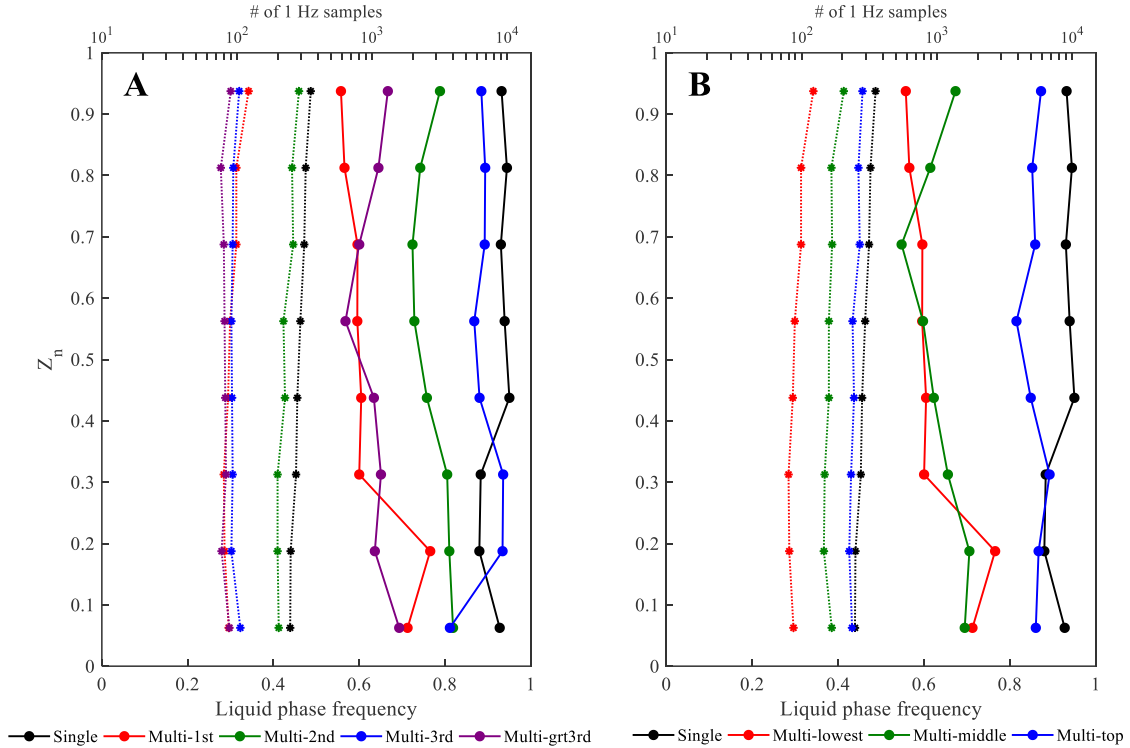 # of 1 Hz samples
10^1 10^2 10^3 10^4
A
1
0.9
0.8
0.7
0.6
0.5
0.4
0.3
0.2
0.1
0
Z_n
0 0.2 0.4 0.6 0.8 1
Liquid phase frequency
Single Multi-1st Multi-2nd Multi-3rd Multi-grt3rd
# of 1 Hz samples
10^1 10^2 10^3 10^4
B
1
0.9
0.8
0.7
0.6
0.5
0.4
0.3
0.2
0.1
0
0 0.2 0.4 0.6 0.8 1
Liquid phase frequency
Single Multi-lowest Multi-middle Multi-top